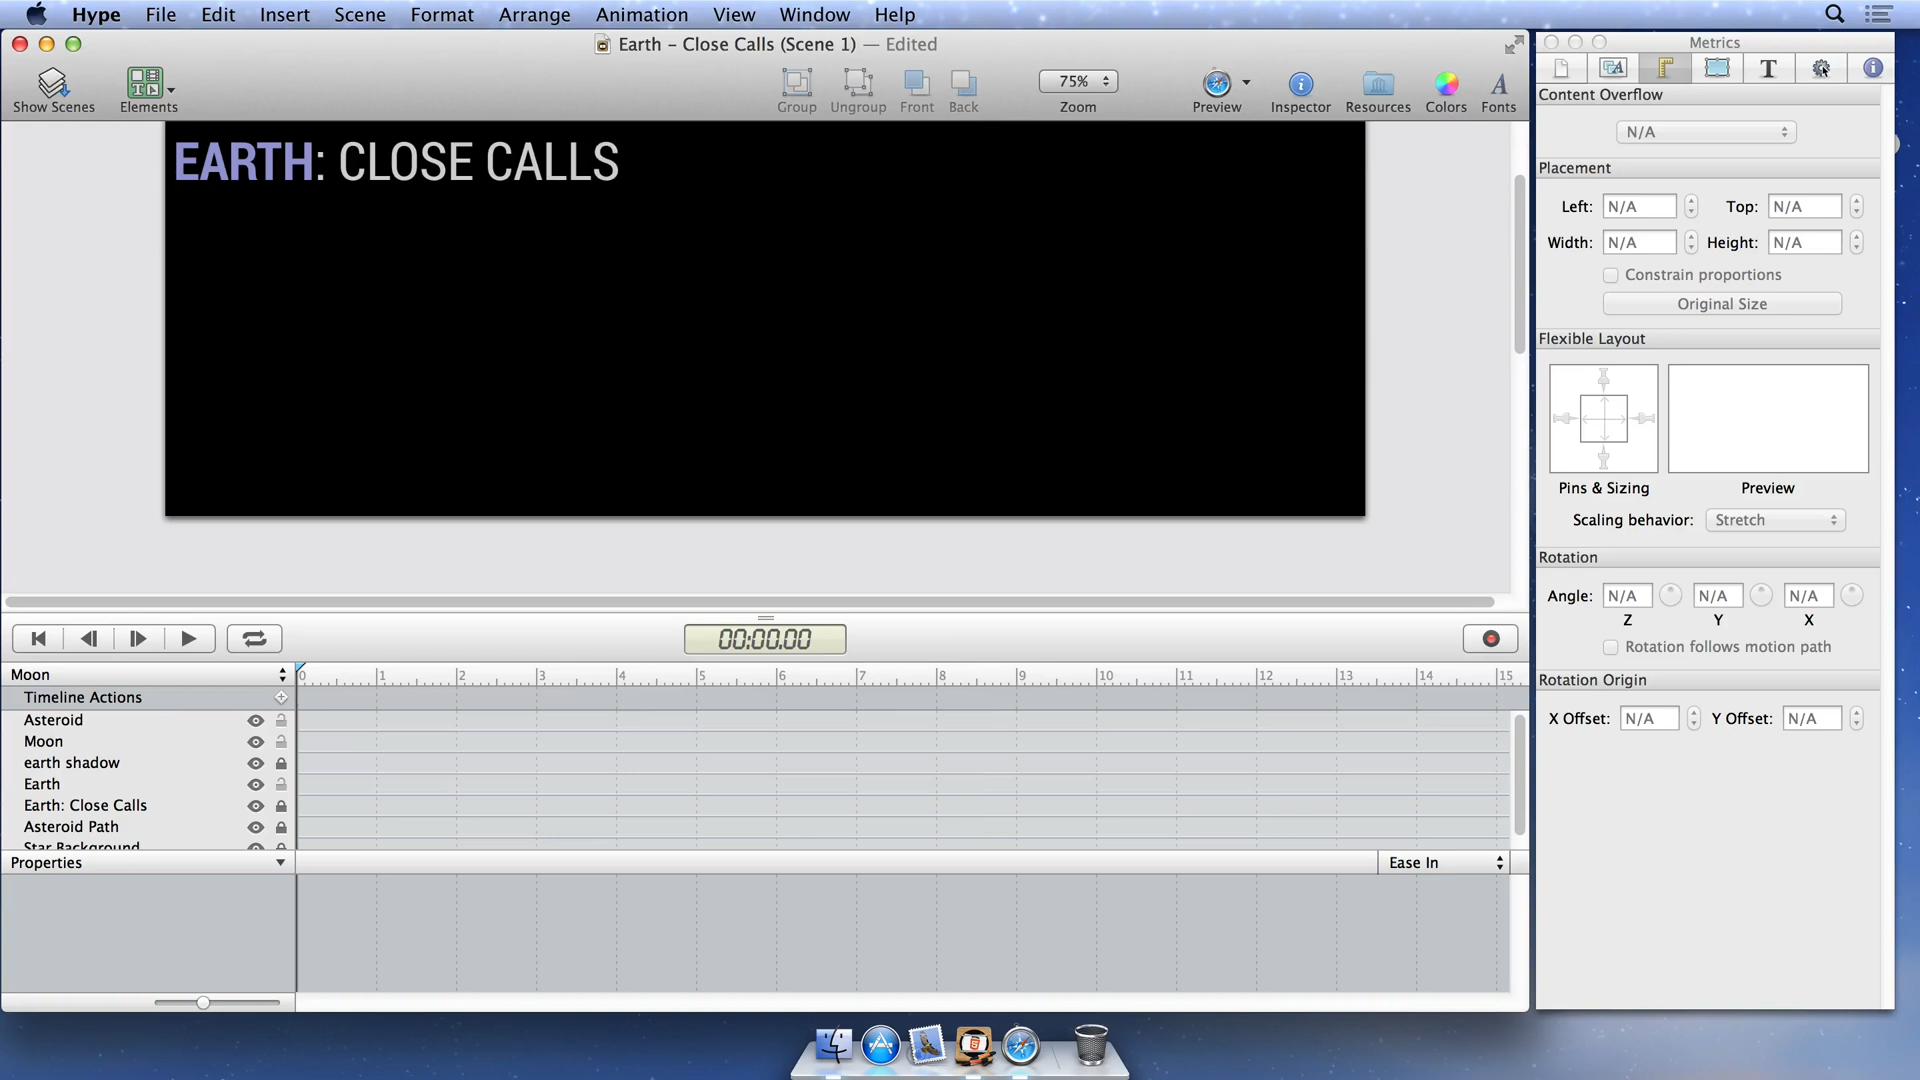 Hype File Edit Insert Scene Format Arrange Animation View Window Help
Earth – Close Calls (Scene 1) — Edited
Metrics
Show Scenes
Elements
Group
Ungroup
Front
Back
75%
Zoom
Preview
Inspector
Resources
Colors
Fonts
EARTH: CLOSE CALLS
Content Overflow
N/A
Placement
Left: N/A Top: N/A
Width: N/A Height: N/A
Constrain proportions
Original Size
Flexible Layout
Pins & Sizing Preview
Scaling behavior: Stretch
Rotation
Angle: N/A N/A N/A
Z Y X
Rotation follows motion path
Rotation Origin
X Offset: N/A Y Offset: N/A
00:00.00
Moon
0 1 2 3 4 5 6 7 8 9 10 11 12 13 14 15
Timeline Actions
Asteroid
Moon
earth shadow
Earth
Earth: Close Calls
Asteroid Path
Star Background
Properties
Ease In